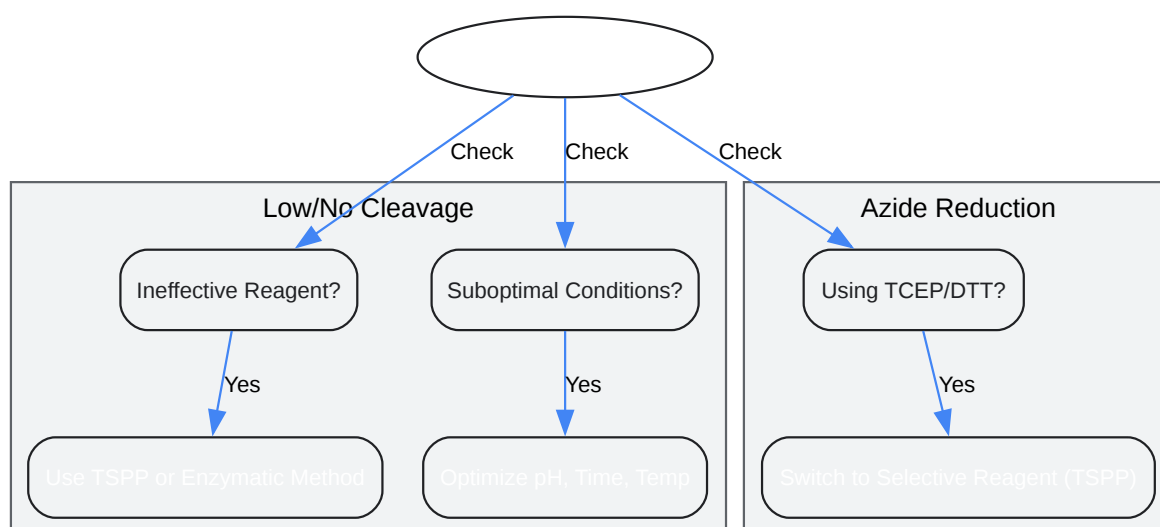 Check
Check
Check
Low/No Cleavage
Azide Reduction
Ineffective Reagent?
Suboptimal Conditions?
Using TCEP/DTT?
Yes
Yes
Yes
Use TSPP or Enzymatic Method
Optimize pH, Time, Temp
Switch to Selective Reagent (TSPP)